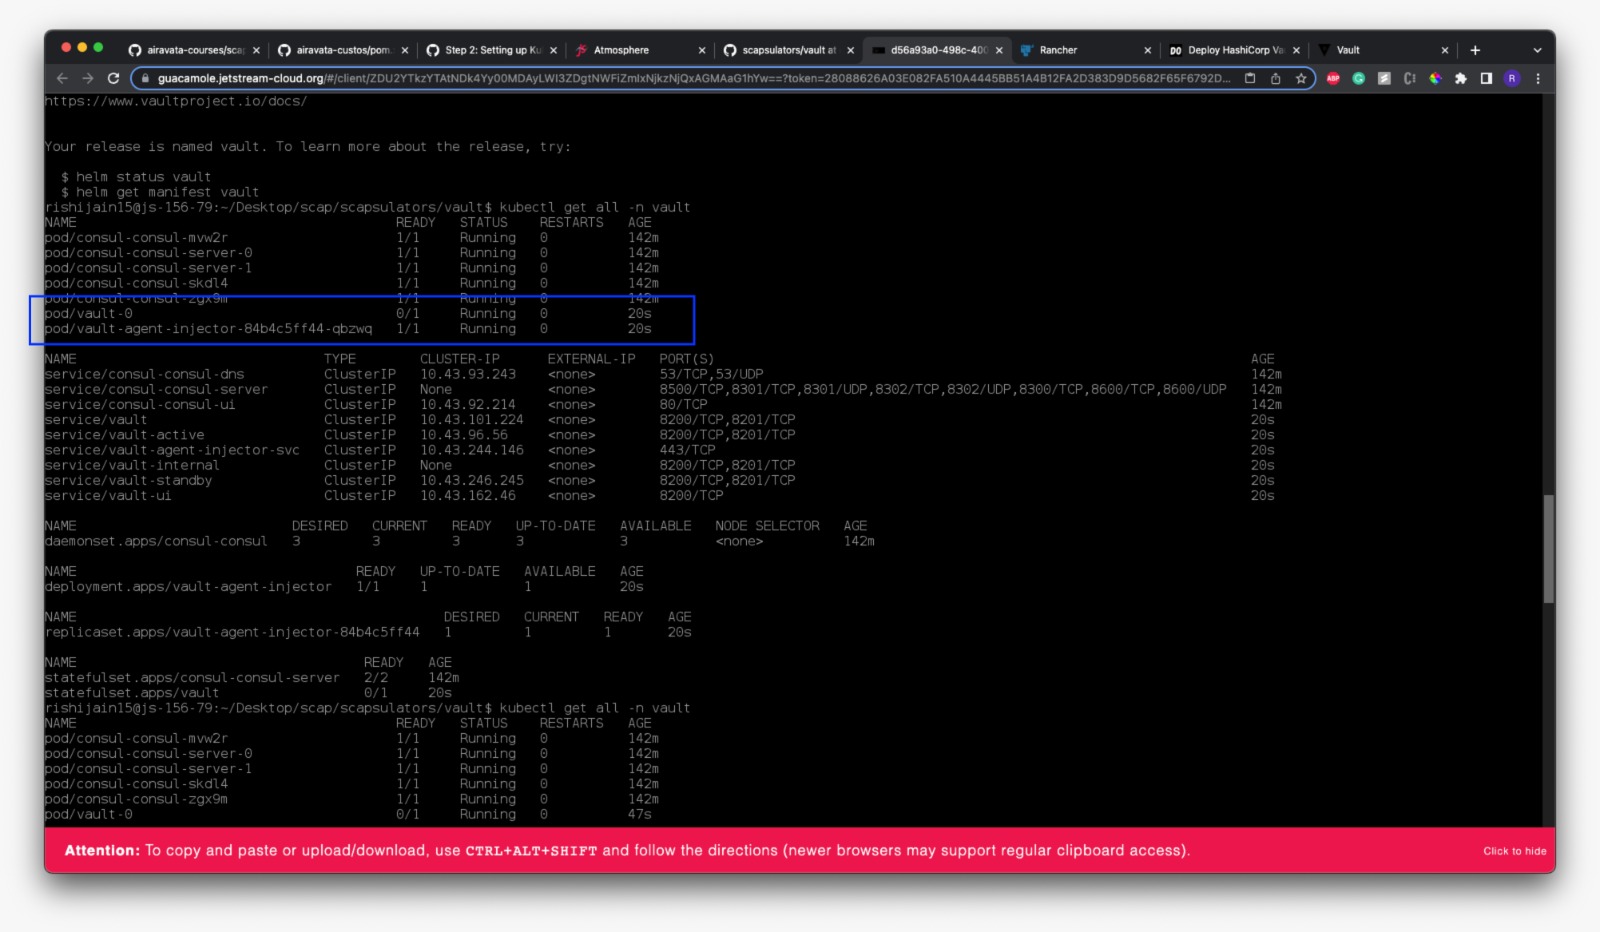 airavata-courses/scap
airavata-custos/pom.
Step 2: Setting up Ku
Atmosphere
scapsulators/vault at
d56a93a0-498c-400
Rancher
DO Deploy HashiCorp Va
Vault
guacamole.jetstream-cloud.org/#/client/
https://www.vaultproject.io/docs/
Your release is named vault. To learn more about the release, try:
$ helm status vault
$ helm get manifest vault
rishijain15@js-156-79:~/Desktop/scap/scapsulators/vault$ kubectl get all -n vault
NAME READY STATUS RESTARTS AGE
pod/consul-consul-mvw2r 1/1 Running 0 142m
pod/consul-consul-server-0 1/1 Running 0 142m
pod/consul-consul-server-1 1/1 Running 0 142m
pod/consul-consul-skdl4 1/1 Running 0 142m
pod/consul-consul-zgx9m 1/1 Running 0 142m
pod/vault-0 0/1 Running 0 20s
pod/vault-agent-injector-84b4c5ff44-qbzwq 1/1 Running 0 20s
NAME TYPE CLUSTER-IP EXTERNAL-IP PORT(S) AGE
service/consul-consul-dns ClusterIP 10.43.93.243 <none> 53/TCP,53/UDP 142m
service/consul-consul-server ClusterIP None <none> 8500/TCP,8301/TCP,8301/UDP,8302/TCP,8302/UDP,8300/TCP,8600/TCP,8600/UDP 142m
service/consul-consul-ui ClusterIP 10.43.92.214 <none> 80/TCP 142m
service/vault ClusterIP 10.43.101.224 <none> 8200/TCP,8201/TCP 20s
service/vault-active ClusterIP 10.43.96.56 <none> 8200/TCP,8201/TCP 20s
service/vault-agent-injector-svc ClusterIP 10.43.244.146 <none> 443/TCP 20s
service/vault-internal ClusterIP None <none> 8200/TCP,8201/TCP 20s
service/vault-standby ClusterIP 10.43.246.245 <none> 8200/TCP,8201/TCP 20s
service/vault-ui ClusterIP 10.43.162.46 <none> 8200/TCP 20s
NAME DESIRED CURRENT READY UP-TO-DATE AVAILABLE NODE SELECTOR AGE
daemonset.apps/consul-consul 3 3 3 3 3 <none> 142m
NAME READY UP-TO-DATE AVAILABLE AGE
deployment.apps/vault-agent-injector 1/1 1 1 20s
NAME DESIRED CURRENT READY AGE
replicaset.apps/vault-agent-injector-84b4c5ff44 1 1 1 20s
NAME READY AGE
statefulset.apps/consul-consul-server 2/2 142m
statefulset.apps/vault 0/1 20s
rishijain15@js-156-79:~/Desktop/scap/scapsulators/vault$ kubectl get all -n vault
NAME READY STATUS RESTARTS AGE
pod/consul-consul-mvw2r 1/1 Running 0 142m
pod/consul-consul-server-0 1/1 Running 0 142m
pod/consul-consul-server-1 1/1 Running 0 142m
pod/consul-consul-skdl4 1/1 Running 0 142m
pod/consul-consul-zgx9m 1/1 Running 0 142m
pod/vault-0 0/1 Running 0 47s
Attention: To copy and paste or upload/download, use CTRL+ALT+SHIFT and follow the directions (newer browsers may support regular clipboard access).
Click to hide